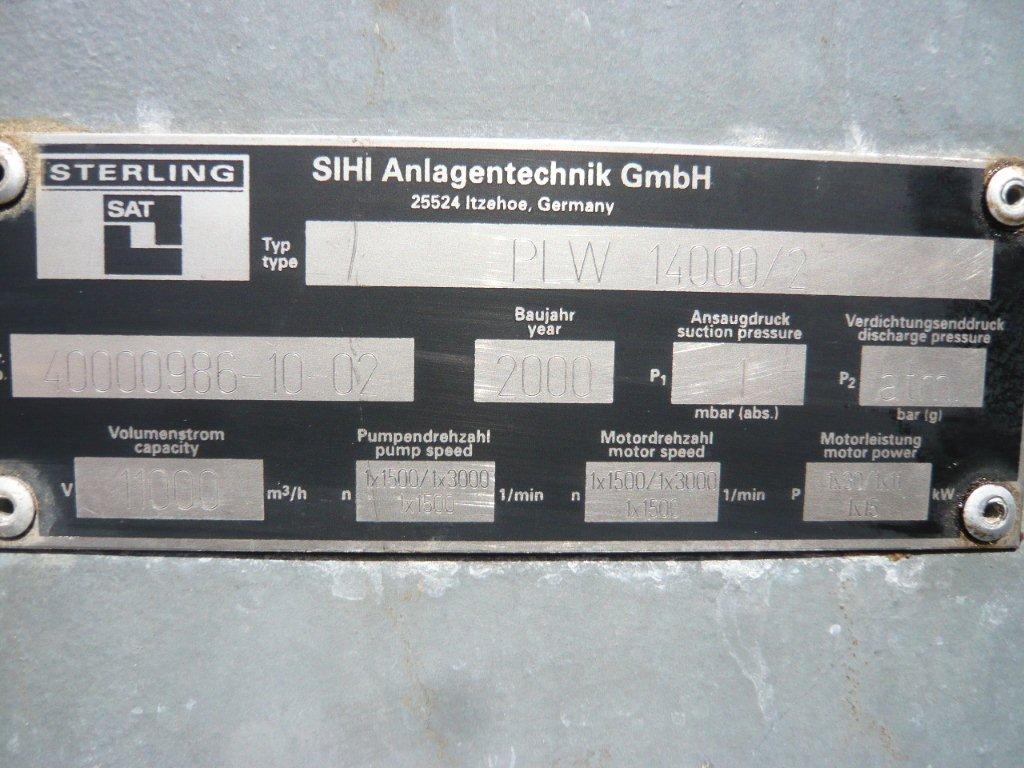 STERLING
SAT
SIHI Anlagentechnik GmbH
25524 Itzehoe, Germany
Typ
type
PLW 14000/2
40000986-10-02
Baujahr
year
2000
Ansaugdruck
suction pressure
P1
1
mbar (abs.)
Verdichtungsenddruck
discharge pressure
P2
atm
bar (g)
Volumenstrom
capacity
V
11000
m³/h
Pumpendrehzahl
pump speed
n
1x1500/1x3000
1x1500
1/min
Motordrehzahl
motor speed
n
1x1500/1x3000
1x1500
1/min
Motorleistung
motor power
P
1x15
kW